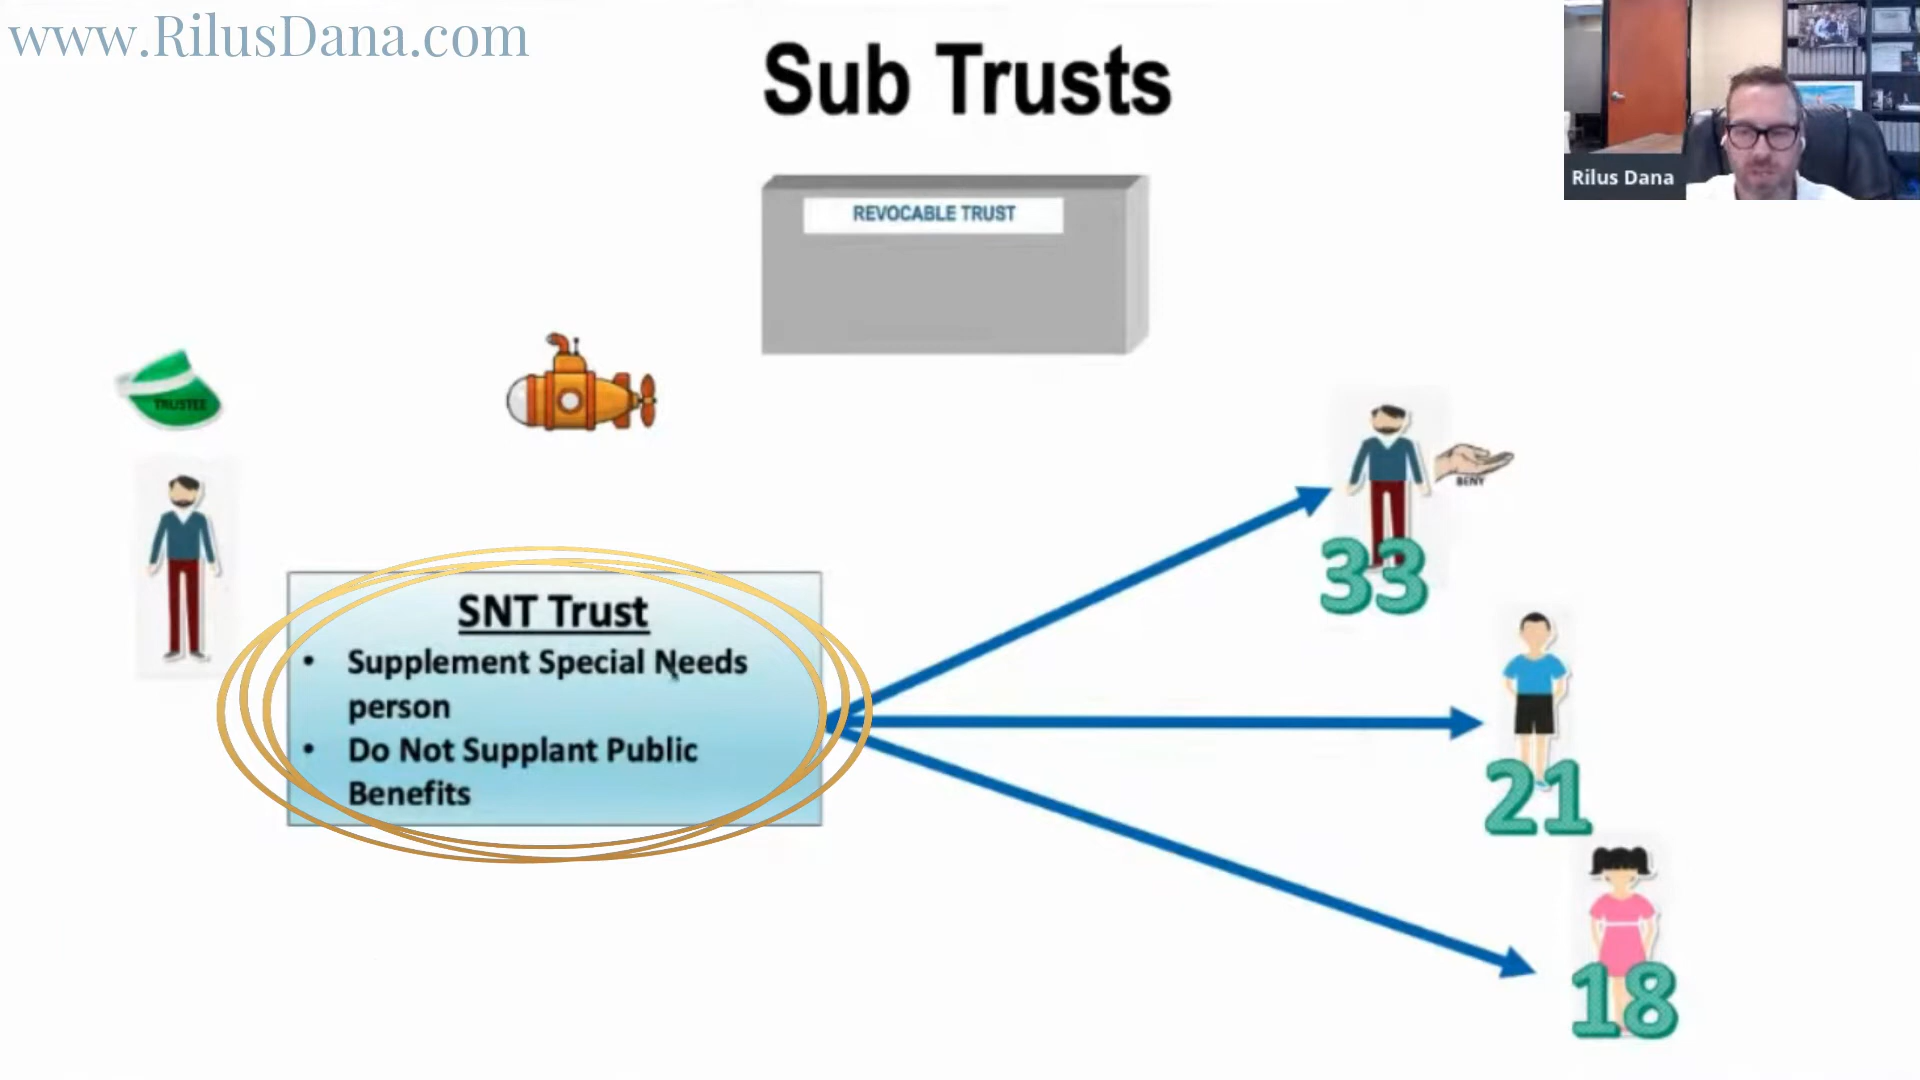 www.RilusDana.com
Sub Trusts
Rilus Dana
REVOCABLE TRUST
TRUSTEE
BENY
33
SNT Trust
• Supplement Special Needs
person
• Do Not Supplant Public
Benefits
21
18